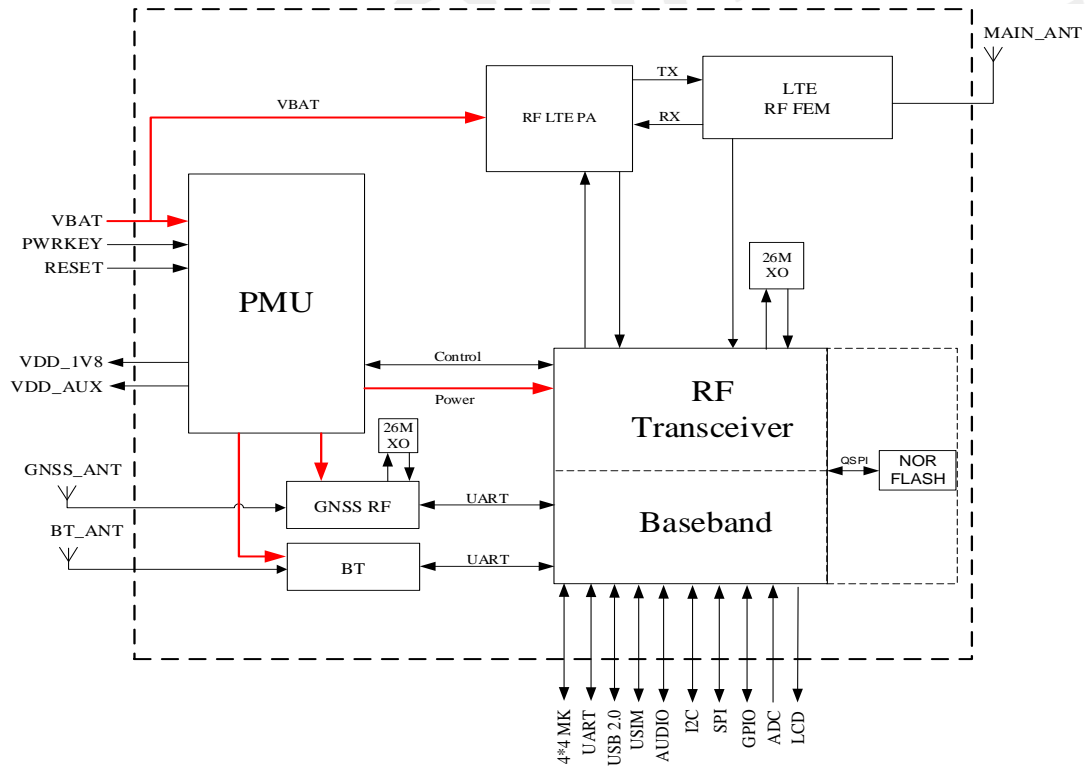 MAIN_ANT
TX
LTE
RF FEM
VBAT
RF LTE PA
RX
VBAT
PWRKEY
RESET
26M
XO
PMU
VDD_1V8
VDD_AUX
Control
Power
RF
Transceiver
26M
XO
QSPI
NOR
FLASH
GNSS_ANT
GNSS RF
UART
Baseband
BT_ANT
BT
UART
4*4 MK
UART
USB 2.0
USIM
AUDIO
I2C
SPI
GPIO
ADC
LCD